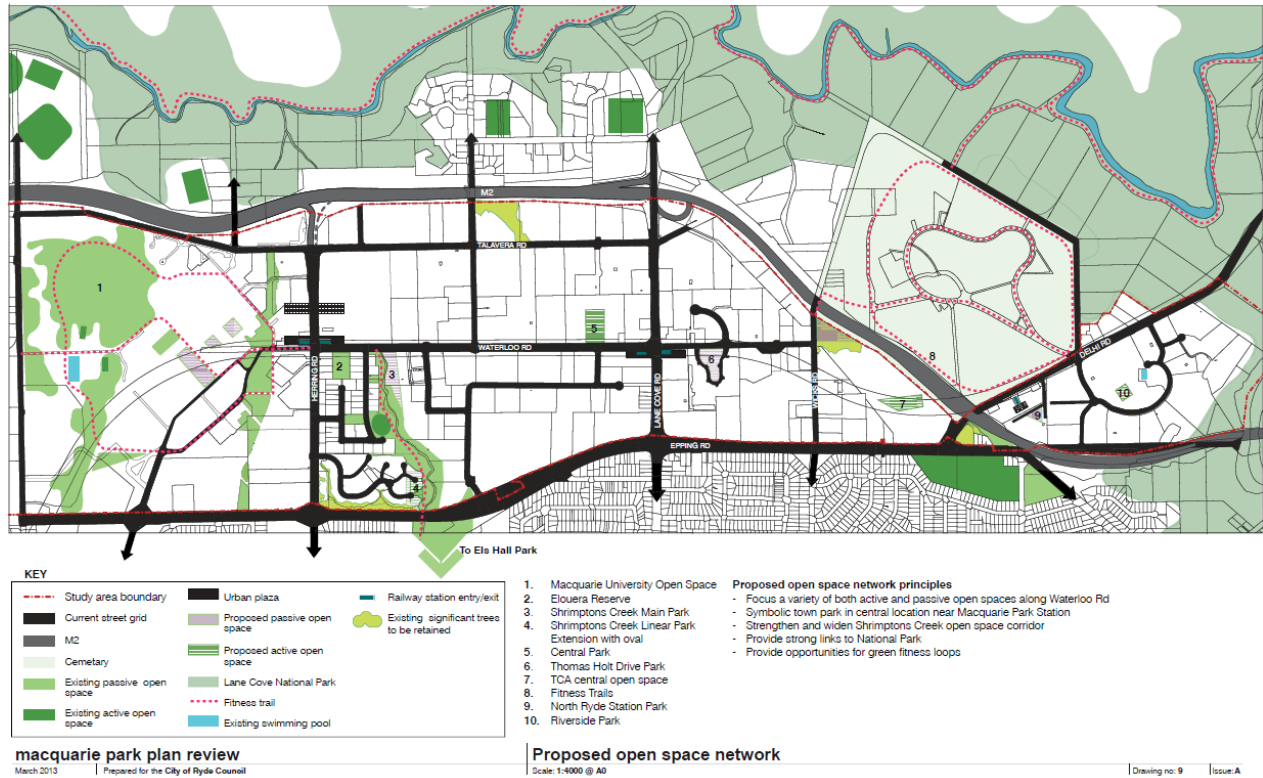 M2
TALAVERA RD
1
5
WATERLOO RD
HERRING RD
2
3
LANE COVE RD
6
WICKS RD
8
DELHI RD
7
10
9
EPPING RD
4
To Els Hall Park
KEY
Study area boundary
Current street grid
M2
Cemetary
Existing passive open
space
Existing active open
space
Urban plaza
Proposed passive open
space
Proposed active open
space
Lane Cove National Park
Fitness trail
Existing swimming pool
Railway station entry/exit
Existing significant trees
to be retained
1. Macquarie University Open Space
2. Elouera Reserve
3. Shrimptons Creek Main Park
4. Shrimptons Creek Linear Park
Extension with oval
5. Central Park
6. Thomas Holt Drive Park
7. TCA central open space
8. Fitness Trails
9. North Ryde Station Park
10. Riverside Park
Proposed open space network principles
- Focus a variety of both active and passive open spaces along Waterloo Rd
- Symbolic town park in central location near Macquarie Park Station
- Strengthen and widen Shrimptons Creek open space corridor
- Provide strong links to National Park
- Provide opportunities for green fitness loops
macquarie park plan review
March 2013 Prepared for the City of Ryde Council
Proposed open space network
Scale: 1:4000 @ A0
Drawing no: 9 Issue: A